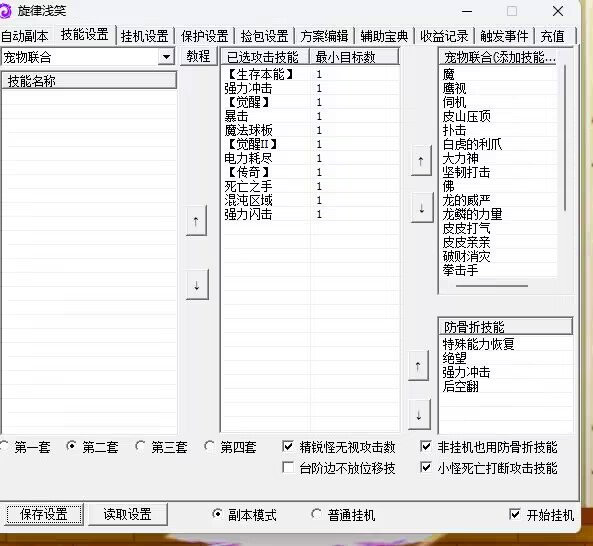 旋律浅笑
自动副本 技能设置 挂机设置 保护设置 捡包设置 方案编辑 辅助宝典 收益记录 触发事件 充值
宠物联合 教程
技能名称
已选攻击技能 最小目标数
【生存本能】 1
强力冲击 1
【觉醒】 1
暴击 1
魔法球板 1
【觉醒II】 1
电力耗尽 1
【传奇】 1
死亡之手 1
混沌区域 1
强力闪击 1
↑
↓
宠物联合C添加技能...
魔
鹰视
伺机
皮山压顶
扑击
白虎的利爪
大力神
坚韧打击
佛
龙的威严
龙鳞的力量
皮皮打气
皮皮亲亲
破财消灾
拳击手
↑
↓
防骨折技能
特殊能力恢复
绝望
强力冲击
后空翻
↑
↓
第一套 第二套 第三套 第四套 精锐怪无视攻击数 非挂机也用防骨折技能
台阶边不放位移技 小怪死亡打断攻击技能
保存设置 读取设置 副本模式 普通挂机 开始挂机